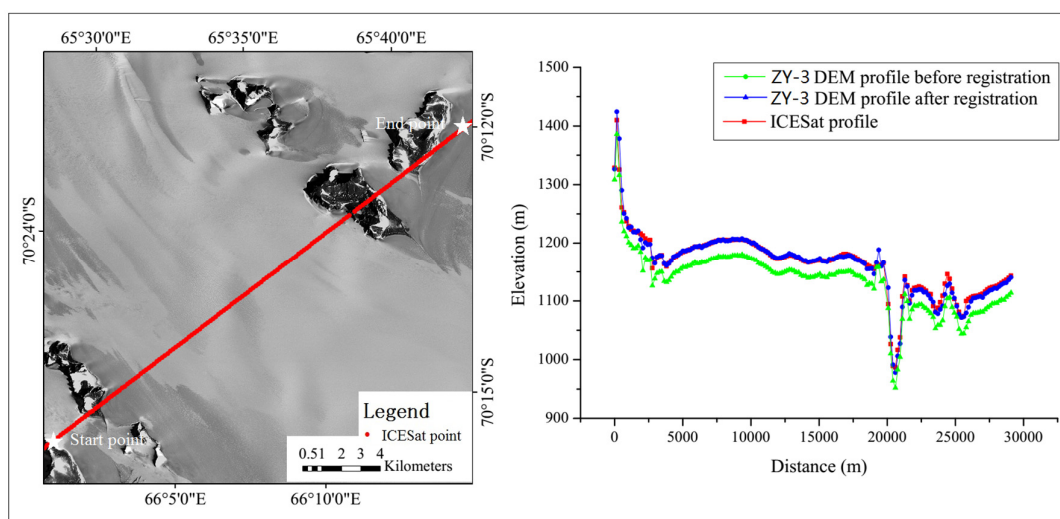 65°30'0"E 65°35'0"E 65°40'0"E
End point
70°12'0"S
70°24'0"S
70°15'0"S
Start point
Legend
ICESat point
0.51 2 3 4
Kilometers
66°5'0"E 66°10'0"E
ZY-3 DEM profile before registration
ZY-3 DEM profile after registration
ICESat profile
1500
1400
1300
1200
1100
1000
900
Elevation (m)
0 5000 10000 15000 20000 25000 30000
Distance (m)